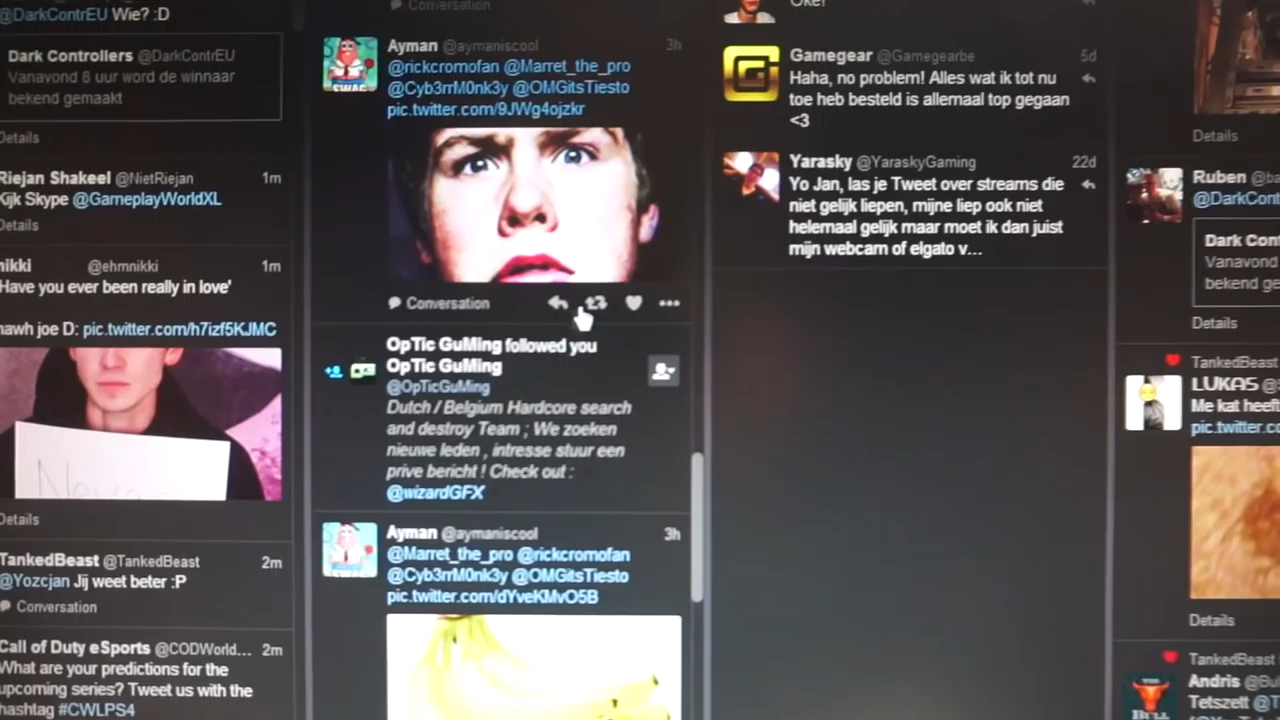 @DarkContrEU Wie? :D
Dark Controllers @DarkContrEU
Vanavond 8 uur word de winnaar
bekend gemaakt
Details
Riejan Shakeel @NietRiejan 1m
Kijk Skype @GameplayWorldXL
Details
nikki @ehmnikki 1m
'Have you ever been really in love'
nawh joe D: pic.twitter.com/h7izf5KJMC
Details
TankedBeast @TankedBeast 2m
@Yozcjan Jij weet beter :P
Conversation
Call of Duty eSports @CODWorld... 2m
What are your predictions for the
upcoming series? Tweet us with the
hashtag #CWLPS4
Conversation
Ayman @aymaniscool 3h
@rickcromofan @Marret_the_pro
@Cyb3rrM0nk3y @OMGitsTiesto
pic.twitter.com/9JWg4ojzkr
Conversation
OpTic GuMing followed you
OpTic GuMing
@OpTicGuMing
Dutch / Belgium Hardcore search
and destroy Team ; We zoeken
nieuwe leden , intresse stuur een
prive bericht ! Check out :
@wizardGFX
Ayman @aymaniscool 3h
@Marret_the_pro @rickcromofan
@Cyb3rrM0nk3y @OMGitsTiesto
pic.twitter.com/dYveKMvO5B
Oke!
Gamegear @Gamegearbe 5d
Haha, no problem! Alles wat ik tot nu
toe heb besteld is allemaal top gegaan
<3
Yarasky @YaraskyGaming 22d
Yo Jan, las je Tweet over streams die
niet gelijk liepen, mijne liep ook niet
helemaal gelijk maar moet ik dan juist
mijn webcam of elgato v...
Details
Ruben @ba
@DarkCont
Dark Con
Vanavond
bekend ge
Details
TankedBeast
LUKAS @
Me kat heeft
pic.twitter.co
Details
TankedBeast
Andris @Bul
Tetszett @T